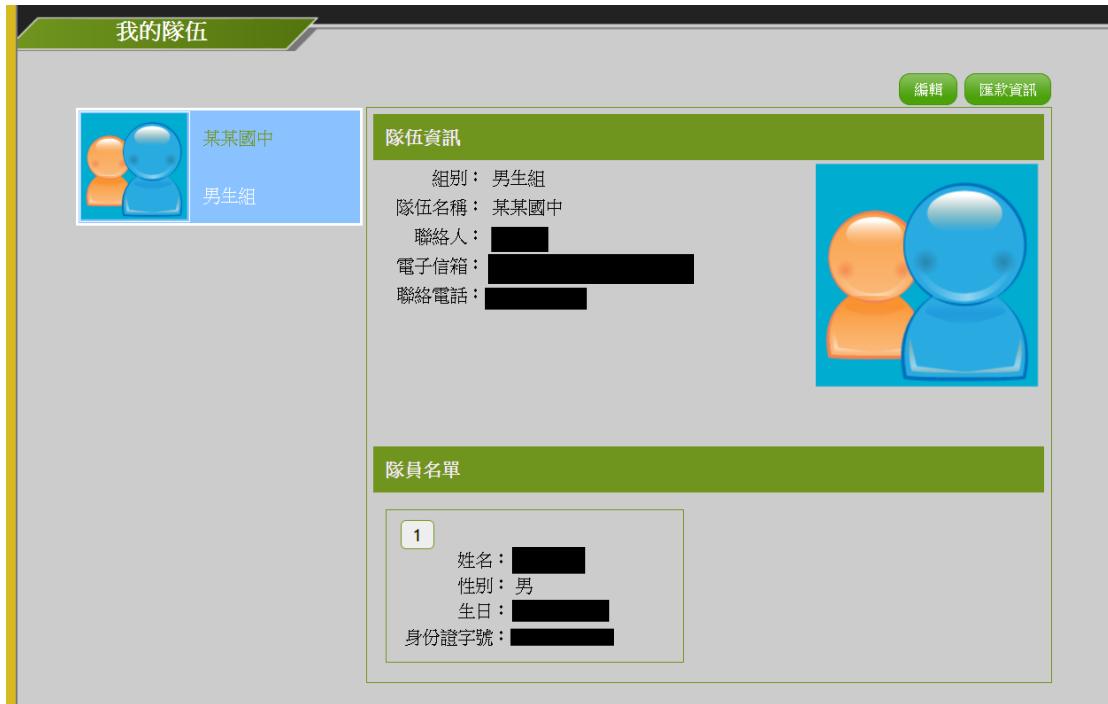 我的隊伍
編輯
匯款資訊
某某國中
男生組
隊伍資訊
組別：男生組
隊伍名稱：某某國中
聯絡人：
電子信箱：
聯絡電話：
隊員名單
1
姓名：
性別：男
生日：
身份證字號：